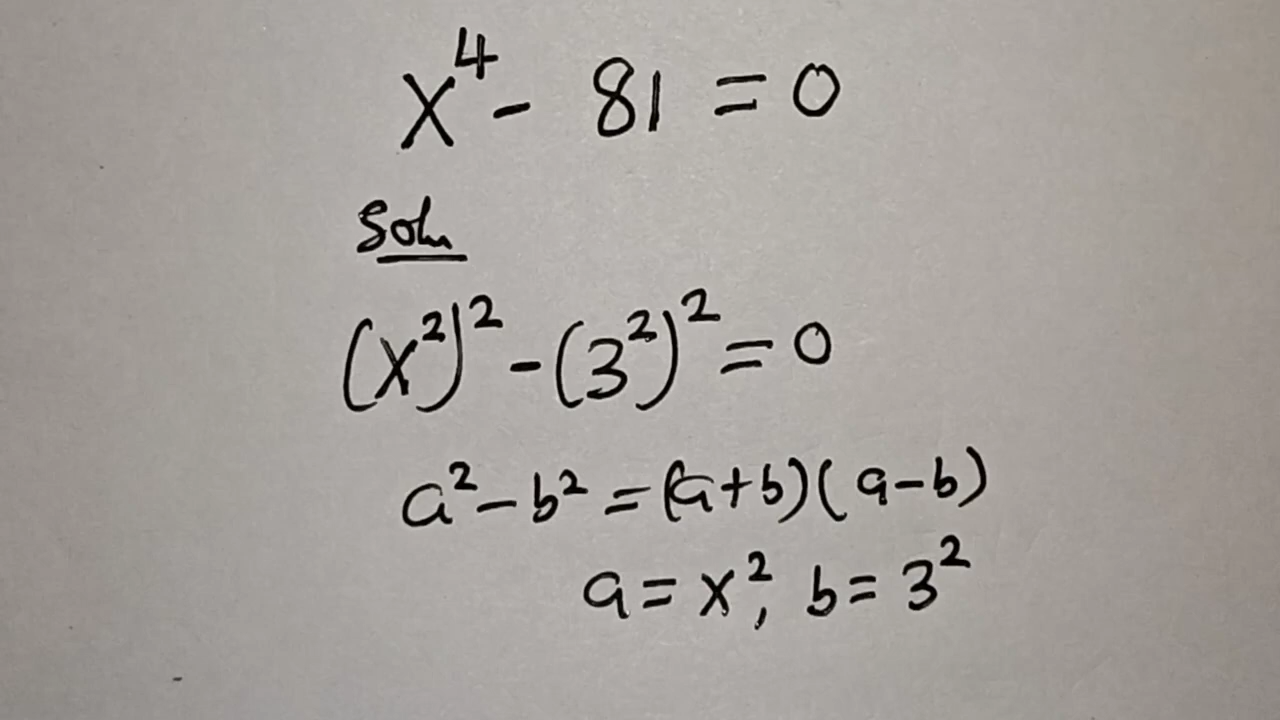 x⁴ - 81 = 0
Soln
(x²)² - (3²)² = 0
a² - b² = (a+b)(a-b)
a = x², b = 3²